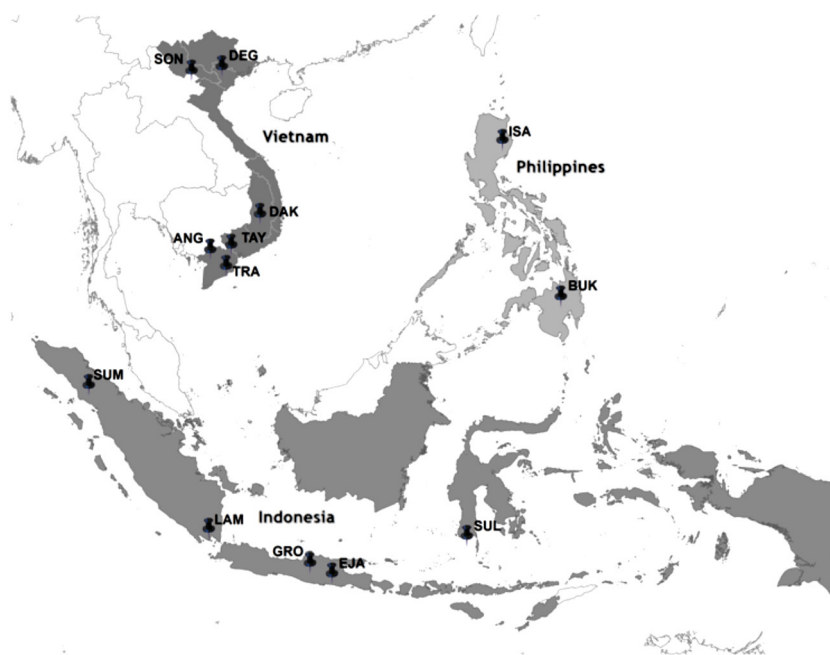 SON
DEG
ISA
Vietnam
Philippines
DAK
ANG
TAY
TRA
BUK
SUM
LAM
Indonesia
SUL
GRO
EJA